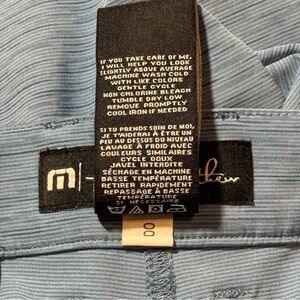 IF YOU TAKE CARE OF ME,
I WILL HELP YOU LOOK
SLIGHTLY ABOVE AVERAGE
MACHINE WASH COLD
WITH LIKE COLORS
GENTLE CYCLE
NON CHLORINE BLEACH
TUMBLE DRY LOW
REMOVE PROMPTLY
COOL IRON IF NEEDED
SI TU PRENDS SOIN DE MOI,
JE T'AIDERAI À ÊTRE UN
PEU AU DESSUS DU NIVEAU
LAVAGE À FROID AVEC
COULEURS SIMILAIRES
CYCLE DOUX
JAVEL INTERDITE
SÉCHAGE EN MACHINE
BASSE TEMPÉRATURE
RETIRER RAPIDEMENT
REPASSAGE À BASSE
TEMPÉRATURE
SI NÉCESSAIRE
m
hew